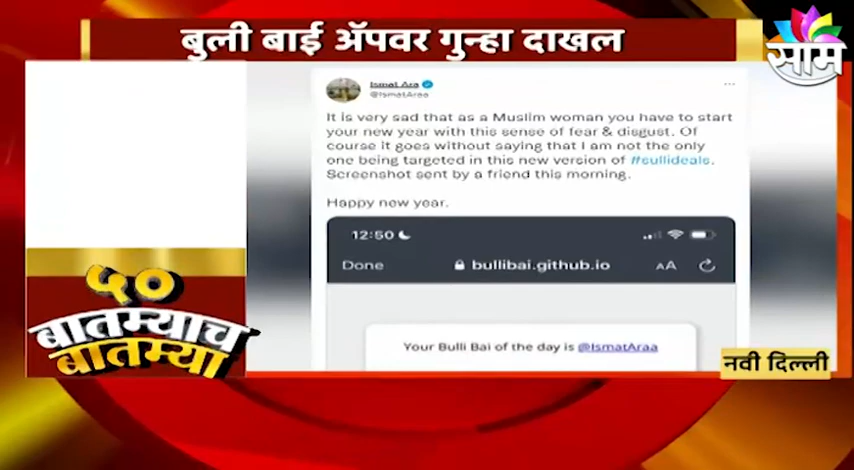 बुली बाई ॲपवर गुन्हा दाखल
साम
Ismat Ara
@IsmatAraa
It is very sad that as a Muslim woman you have to start
your new year with this sense of fear & disgust. Of
course it goes without saying that I am not the only
one being targeted in this new version of #sullideals.
Screenshot sent by a friend this morning.
Happy new year.
12:50
Done bullibai.github.io AA
Your Bulli Bai of the day is @IsmatAraa
५०
बातम्याच
बातम्या
नवी दिल्ली